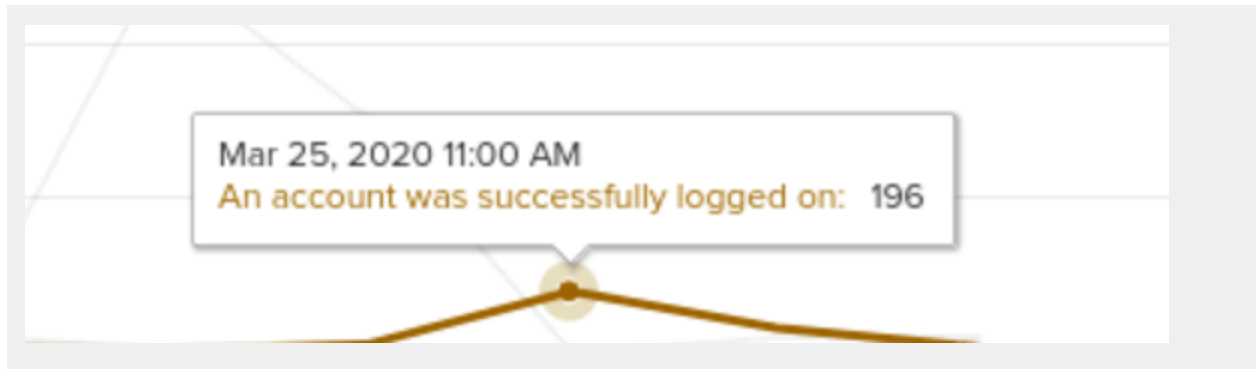 Mar 25, 2020 11:00 AM
An account was successfully logged on: 196